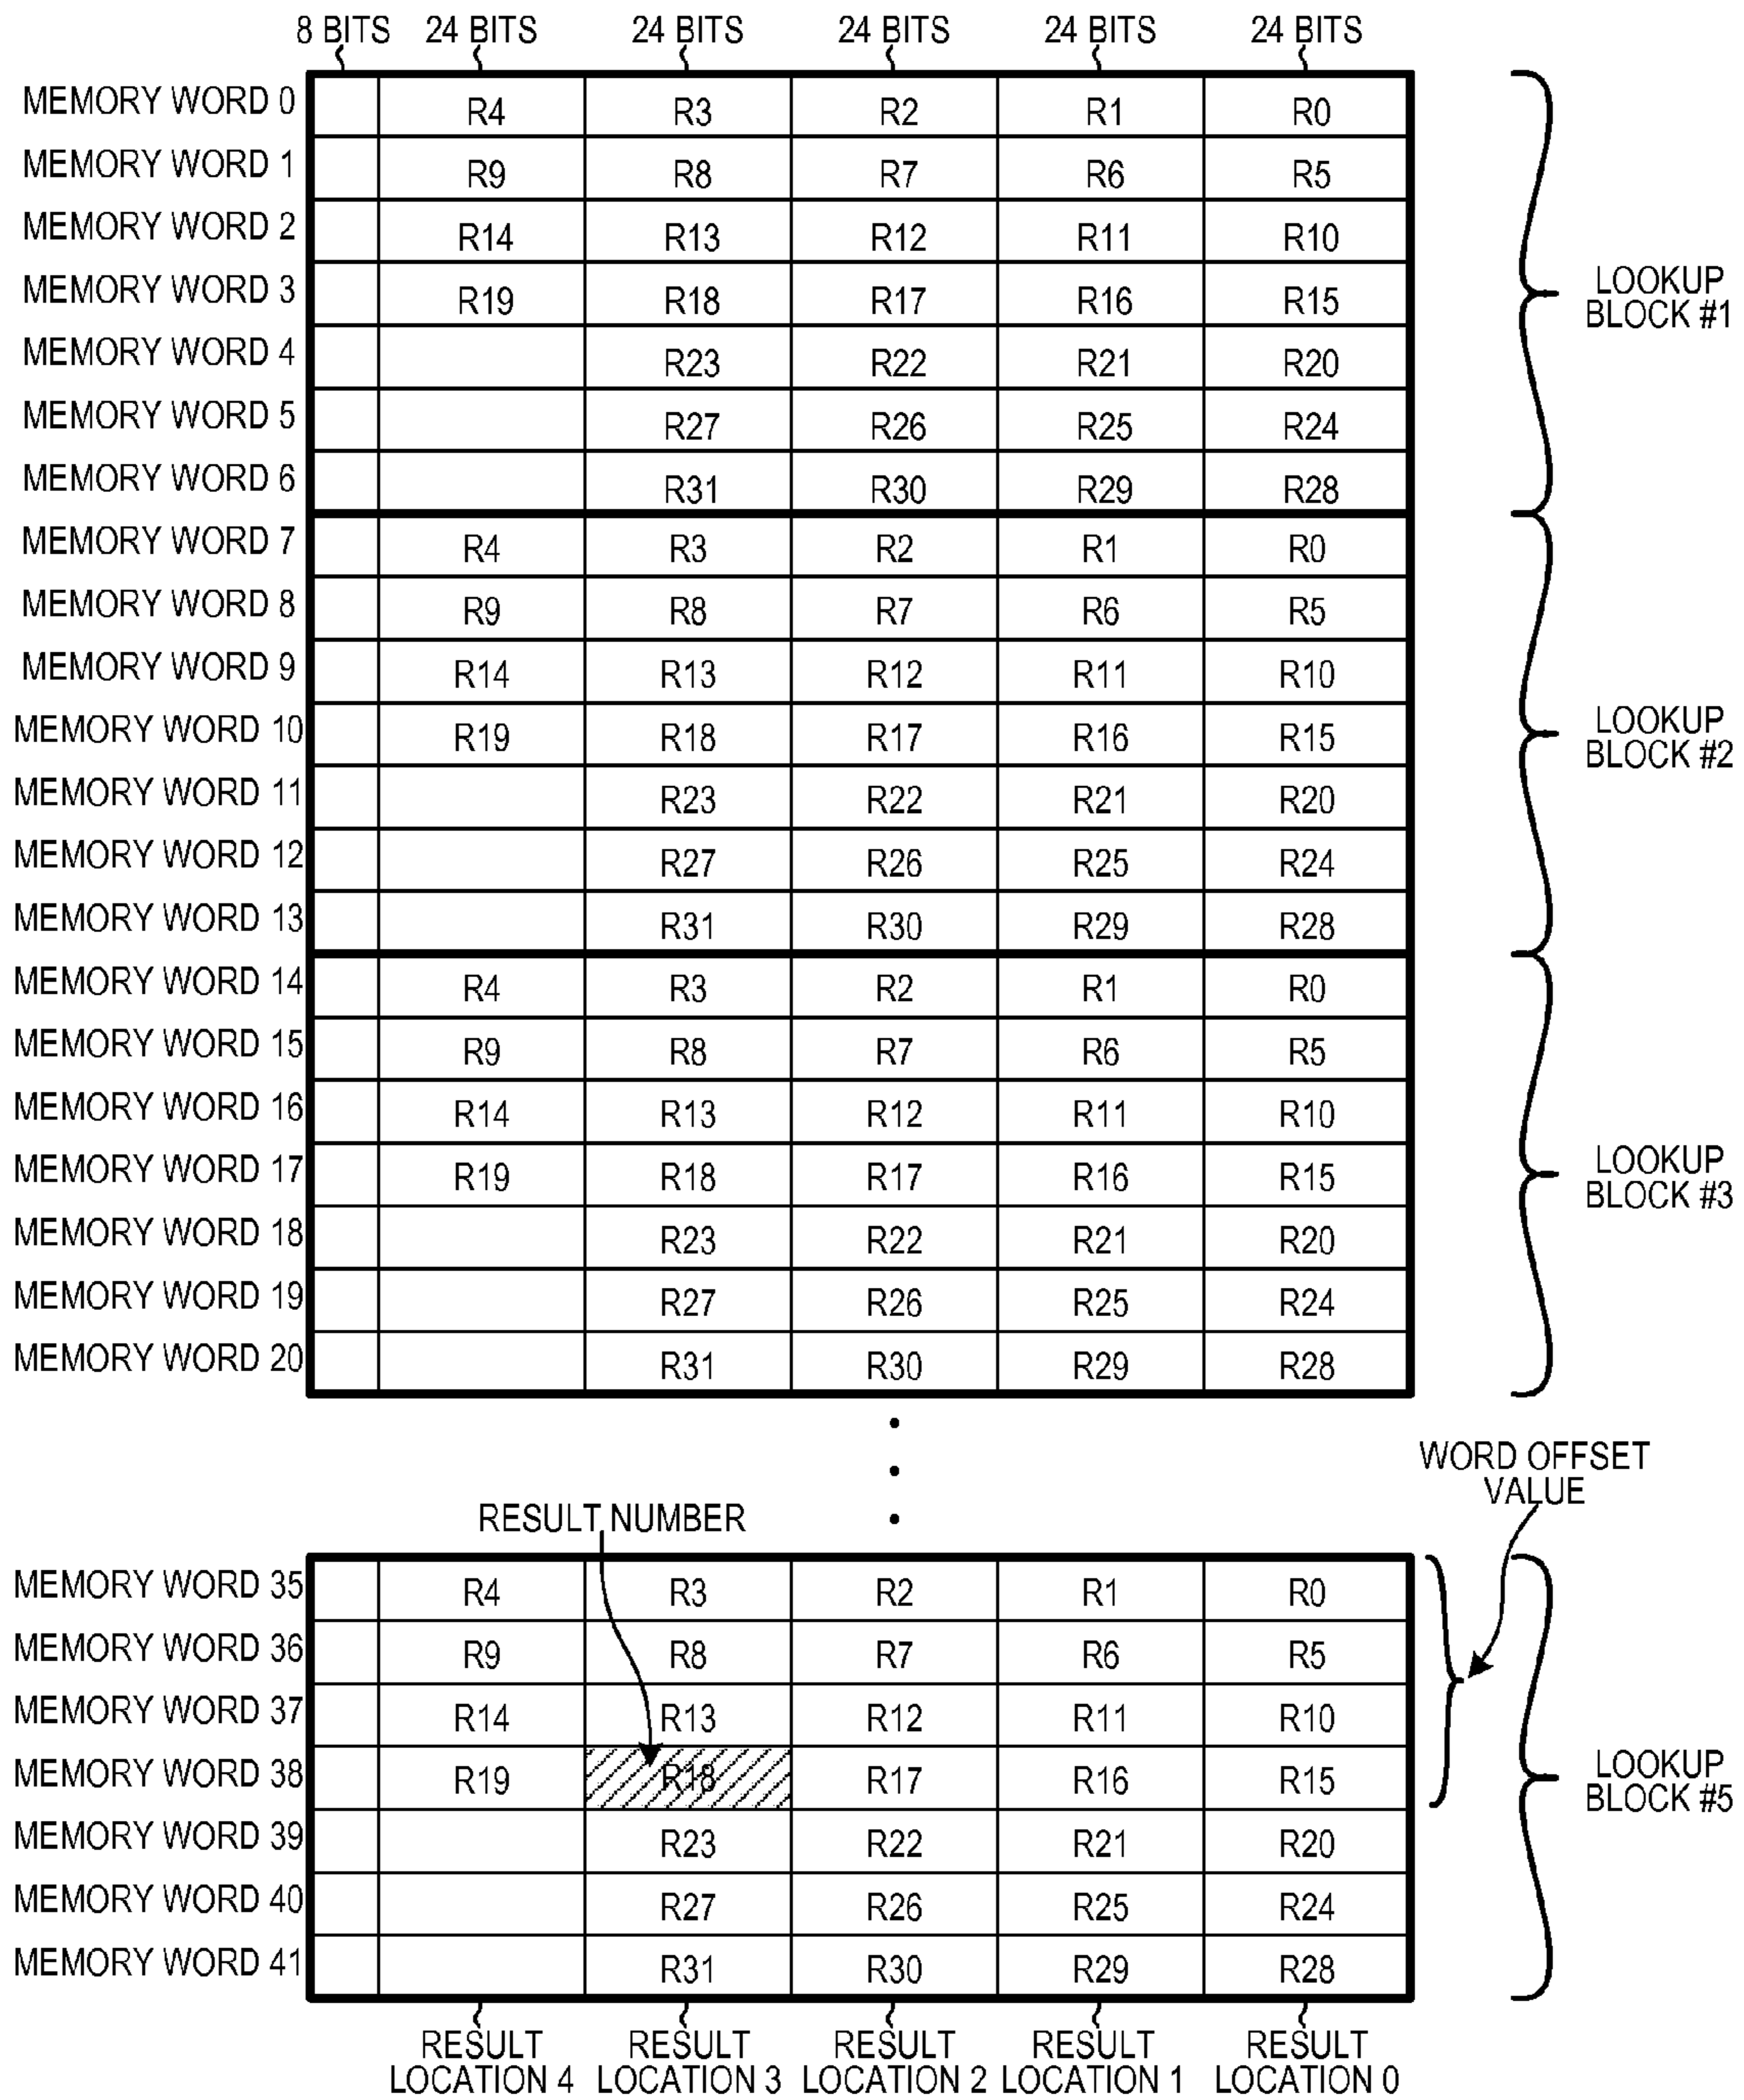 8 BITS 24 BITS 24 BITS 24 BITS 24 BITS 24 BITS
MEMORY WORD 0 R4 R3 R2 R1 R0
MEMORY WORD 1 R9 R8 R7 R6 R5
MEMORY WORD 2 R14 R13 R12 R11 R10
MEMORY WORD 3 R19 R18 R17 R16 R15
LOOKUP
BLOCK #1
MEMORY WORD 4 R23 R22 R21 R20
MEMORY WORD 5 R27 R26 R25 R24
MEMORY WORD 6 R31 R30 R29 R28
MEMORY WORD 7 R4 R3 R2 R1 R0
MEMORY WORD 8 R9 R8 R7 R6 R5
MEMORY WORD 9 R14 R13 R12 R11 R10
MEMORY WORD 10 R19 R18 R17 R16 R15
LOOKUP
BLOCK #2
MEMORY WORD 11 R23 R22 R21 R20
MEMORY WORD 12 R27 R26 R25 R24
MEMORY WORD 13 R31 R30 R29 R28
MEMORY WORD 14 R4 R3 R2 R1 R0
MEMORY WORD 15 R9 R8 R7 R6 R5
MEMORY WORD 16 R14 R13 R12 R11 R10
MEMORY WORD 17 R19 R18 R17 R16 R15
LOOKUP
BLOCK #3
MEMORY WORD 18 R23 R22 R21 R20
MEMORY WORD 19 R27 R26 R25 R24
MEMORY WORD 20 R31 R30 R29 R28
WORD OFFSET
VALUE
RESULT NUMBER
MEMORY WORD 35 R4 R3 R2 R1 R0
MEMORY WORD 36 R9 R8 R7 R6 R5
MEMORY WORD 37 R14 R13 R12 R11 R10
MEMORY WORD 38 R19 R18 R17 R16 R15
LOOKUP
BLOCK #5
MEMORY WORD 39 R23 R22 R21 R20
MEMORY WORD 40 R27 R26 R25 R24
MEMORY WORD 41 R31 R30 R29 R28
RESULT RESULT RESULT RESULT RESULT
LOCATION 4 LOCATION 3 LOCATION 2 LOCATION 1 LOCATION 0